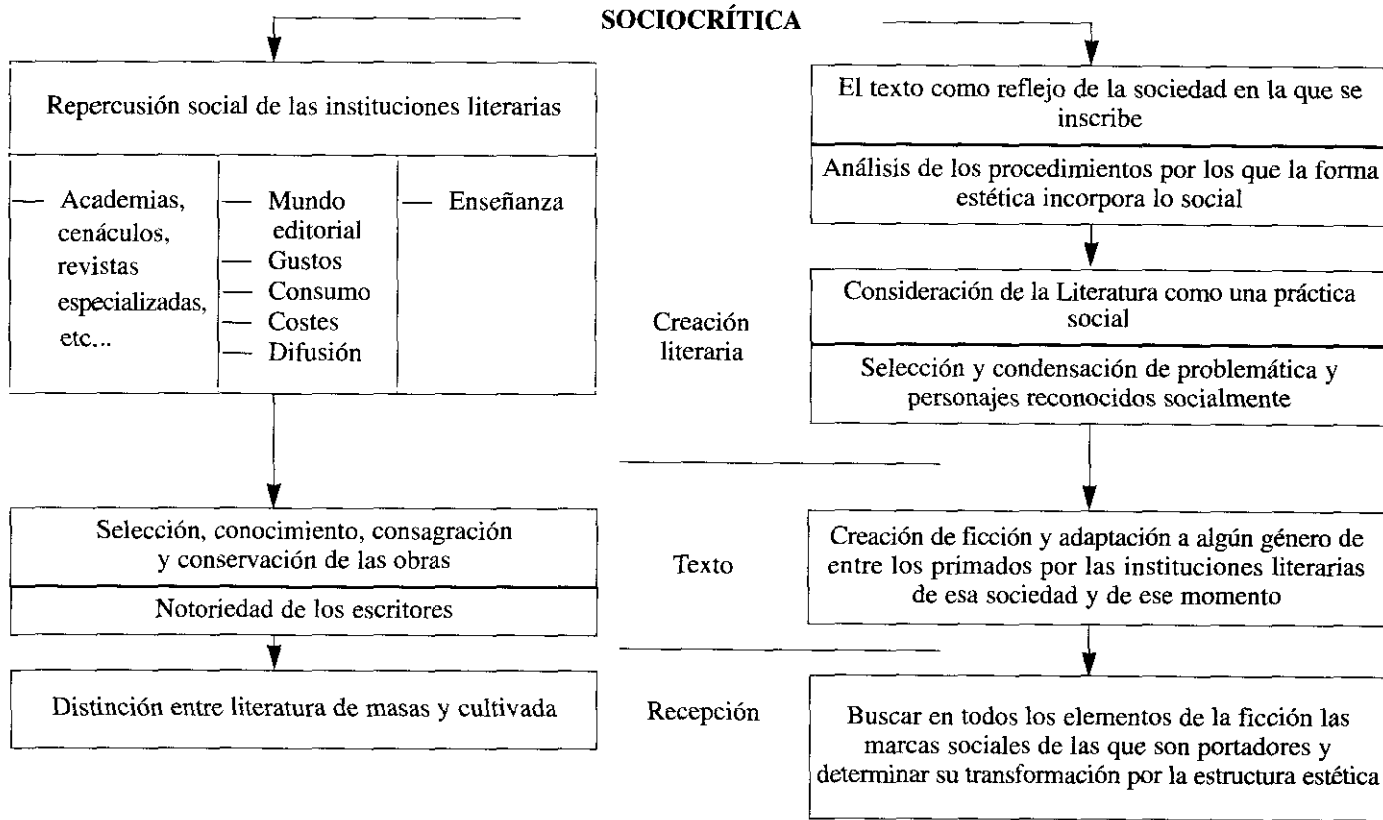 SOCIOCRÍTICA
Repercusión social de las instituciones literarias
— Academias,
cenáculos,
revistas
especializadas,
etc...
— Mundo
editorial
— Gustos
— Consumo
— Costes
— Difusión
— Enseñanza
Selección, conocimiento, consagración
y conservación de las obras
Notoriedad de los escritores
Distinción entre literatura de masas y cultivada
Creación
literaria
Texto
Recepción
El texto como reflejo de la sociedad en la que se
inscribe
Análisis de los procedimientos por los que la forma
estética incorpora lo social
Consideración de la Literatura como una práctica
social
Selección y condensación de problemática y
personajes reconocidos socialmente
Creación de ficción y adaptación a algún género de
entre los primados por las instituciones literarias
de esa sociedad y de ese momento
Buscar en todos los elementos de la ficción las
marcas sociales de las que son portadores y
determinar su transformación por la estructura estética